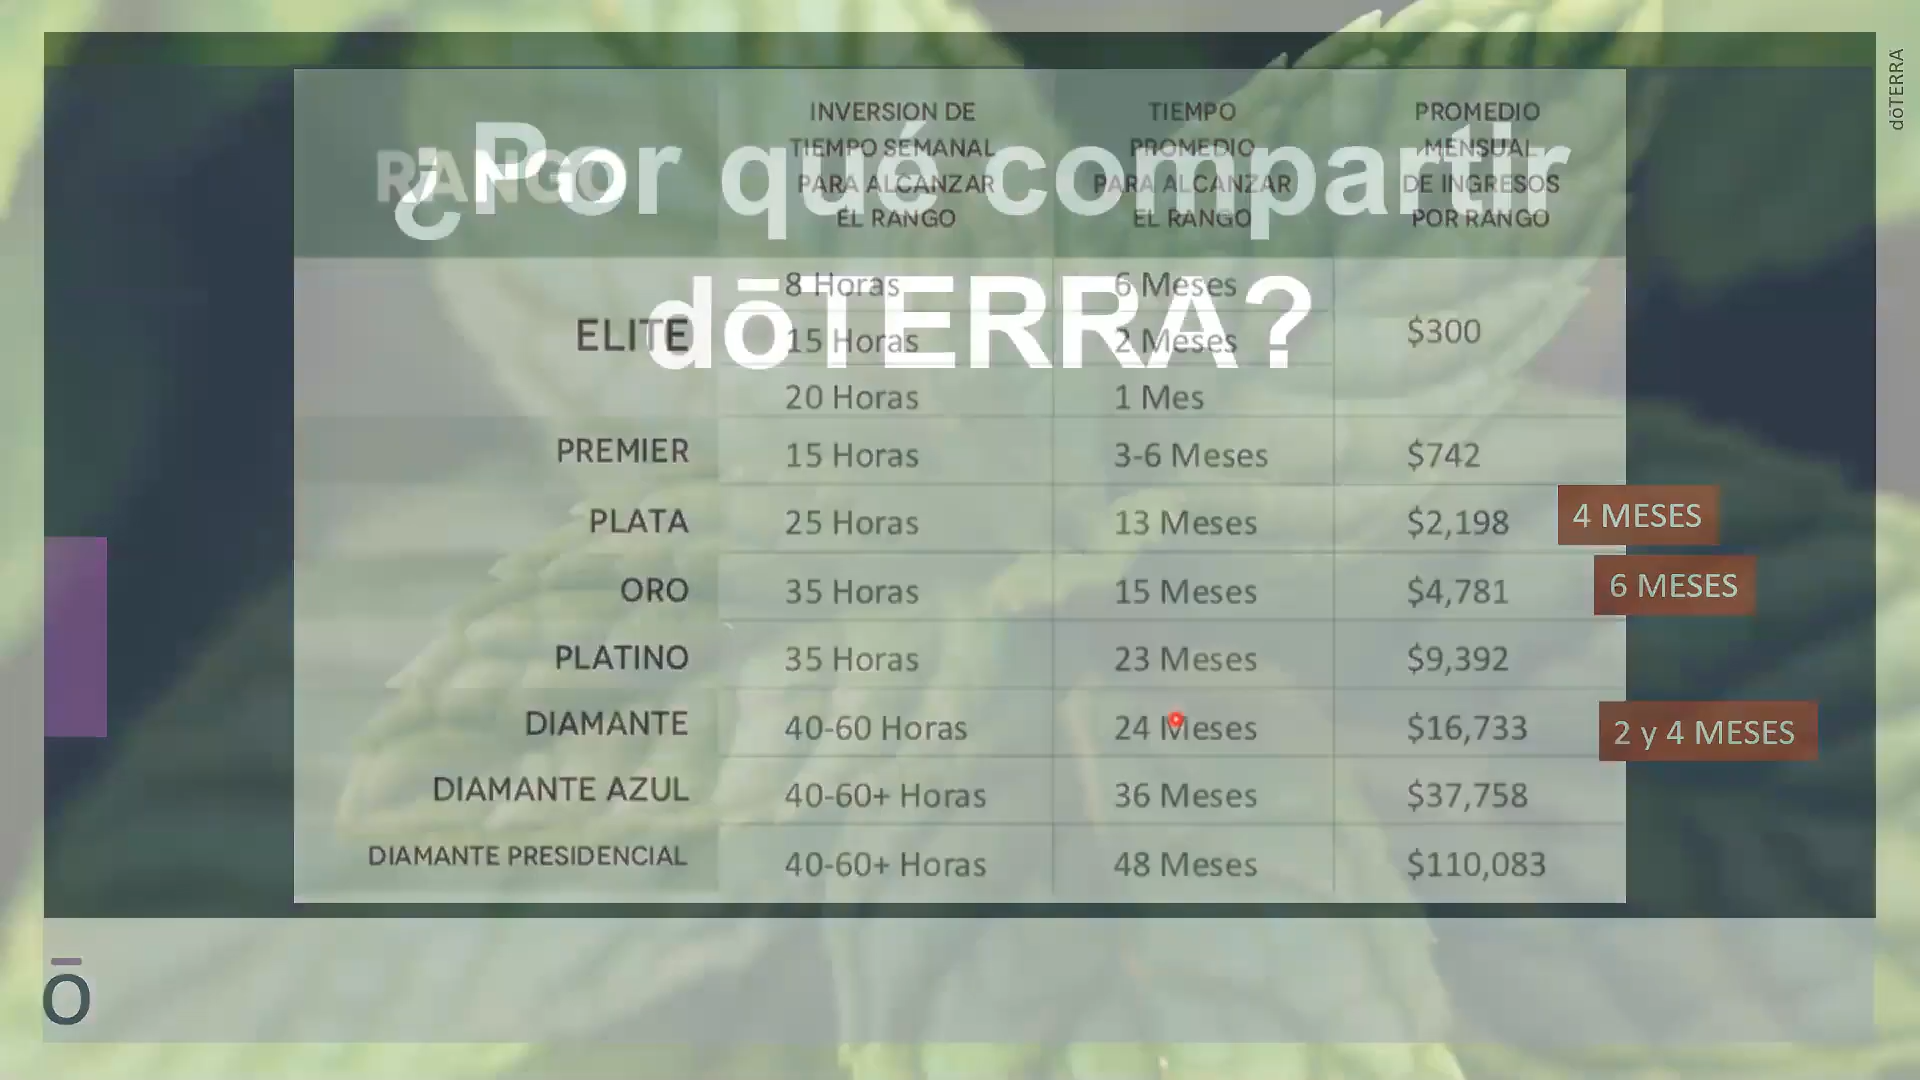 dōTERRA
¿Por qué compartir
dōTERRA?
RANGO
INVERSION DE
TIEMPO SEMANAL
PARA ALCANZAR
EL RANGO
TIEMPO
PROMEDIO
PARA ALCANZAR
EL RANGO
PROMEDIO
MENSUAL
DE INGRESOS
POR RANGO
ELITE
8 Horas 6 Meses
15 Horas 2 Meses $300
20 Horas 1 Mes
PREMIER 15 Horas 3-6 Meses $742
PLATA 25 Horas 13 Meses $2,198 4 MESES
ORO 35 Horas 15 Meses $4,781 6 MESES
PLATINO 35 Horas 23 Meses $9,392
DIAMANTE 40-60 Horas 24 Meses $16,733 2 y 4 MESES
DIAMANTE AZUL 40-60+ Horas 36 Meses $37,758
DIAMANTE PRESIDENCIAL 40-60+ Horas 48 Meses $110,083
ō